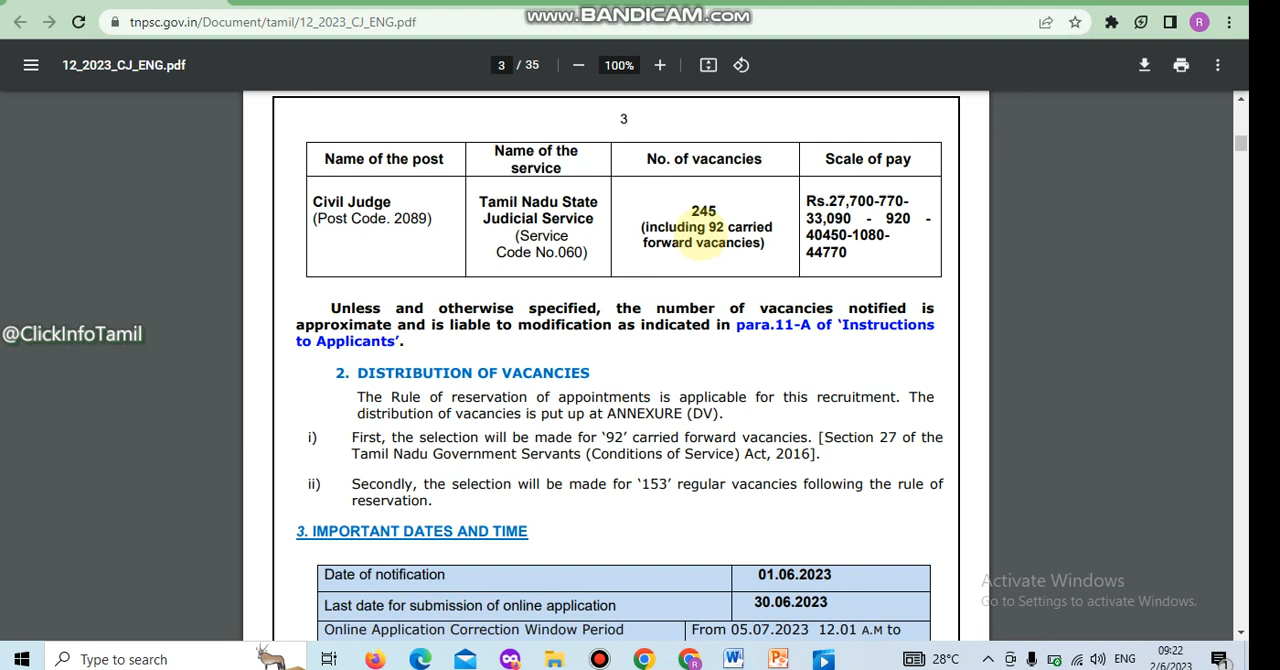 www.BANDICAM.com
tnpsc.gov.in/Document/tamil/12_2023_CJ_ENG.pdf
R
12_2023_CJ_ENG.pdf
3 / 35
100%
3
Name of the post
Name of the
service
No. of vacancies
Scale of pay
Civil Judge
(Post Code. 2089)
Tamil Nadu State
Judicial Service
(Service
Code No.060)
245
(including 92 carried
forward vacancies)
Rs.27,700-770-
33,090 - 920 -
40450-1080-
44770
Unless and otherwise specified, the number of vacancies notified is
approximate and is liable to modification as indicated in para.11-A of ‘Instructions
to Applicants’.
@ClickInfoTamil
2. DISTRIBUTION OF VACANCIES
The Rule of reservation of appointments is applicable for this recruitment. The
distribution of vacancies is put up at ANNEXURE (DV).
i) First, the selection will be made for ‘92’ carried forward vacancies. [Section 27 of the
Tamil Nadu Government Servants (Conditions of Service) Act, 2016].
ii) Secondly, the selection will be made for ‘153’ regular vacancies following the rule of
reservation.
3. IMPORTANT DATES AND TIME
Date of notification 01.06.2023
Last date for submission of online application 30.06.2023
Online Application Correction Window Period From 05.07.2023 12.01 A.M to
Activate Windows
Go to Settings to activate Windows.
Type here to search
28°C
ENG
09:22
2/6/2023